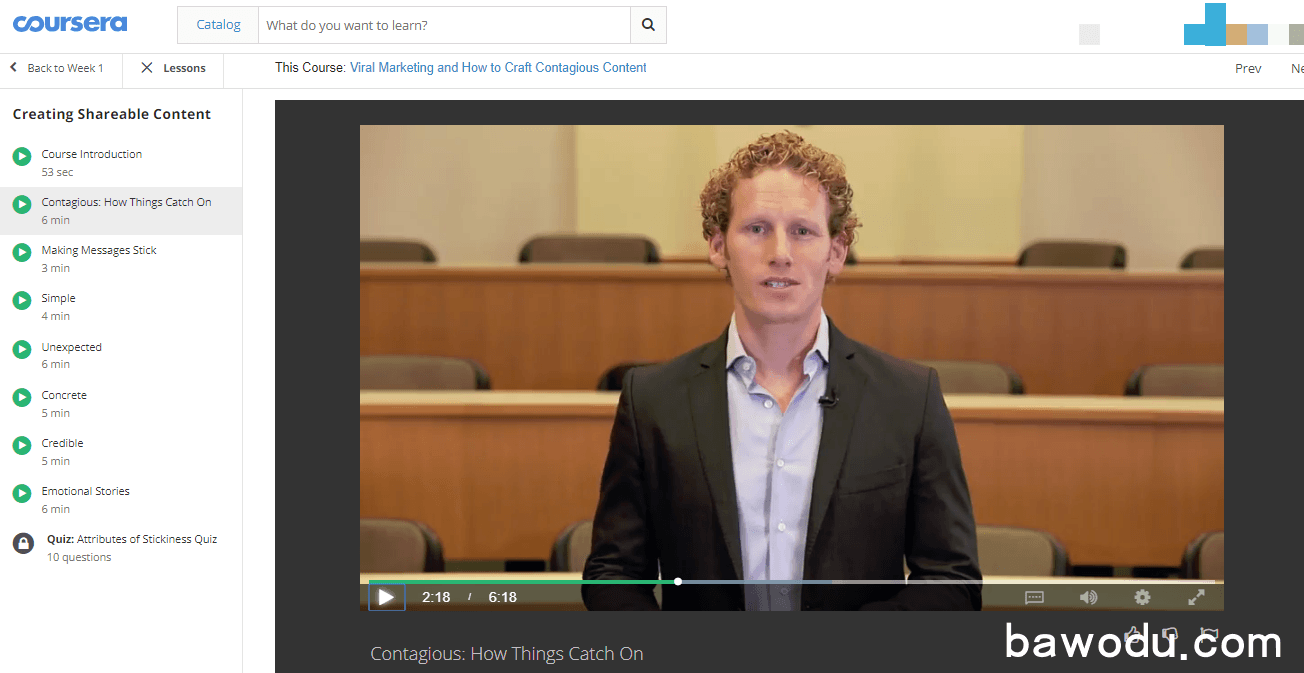 coursera
Catalog
What do you want to learn?
Back to Week 1
Lessons
This Course: Viral Marketing and How to Craft Contagious Content
Prev
Ne
Creating Shareable Content
Course Introduction
53 sec
Contagious: How Things Catch On
6 min
Making Messages Stick
3 min
Simple
4 min
Unexpected
6 min
Concrete
5 min
Credible
5 min
Emotional Stories
6 min
Quiz: Attributes of Stickiness Quiz
10 questions
2:18 / 6:18
Contagious: How Things Catch On
bawodu.com